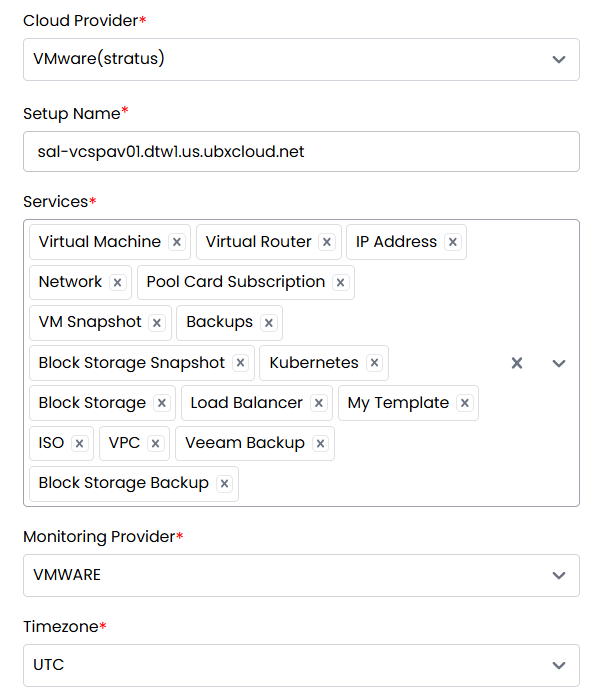 Cloud Provider*
VMware(stratus)
Setup Name*
sal-vcspav01.dtw1.us.ubxcloud.net
Services*
Virtual Machine x Virtual Router x IP Address x
Network x Pool Card Subscription x
VM Snapshot x Backups x
Block Storage Snapshot x Kubernetes x x
Block Storage x Load Balancer x My Template x
ISO x VPC x Veeam Backup x
Block Storage Backup x
Monitoring Provider*
VMWARE
Timezone*
UTC